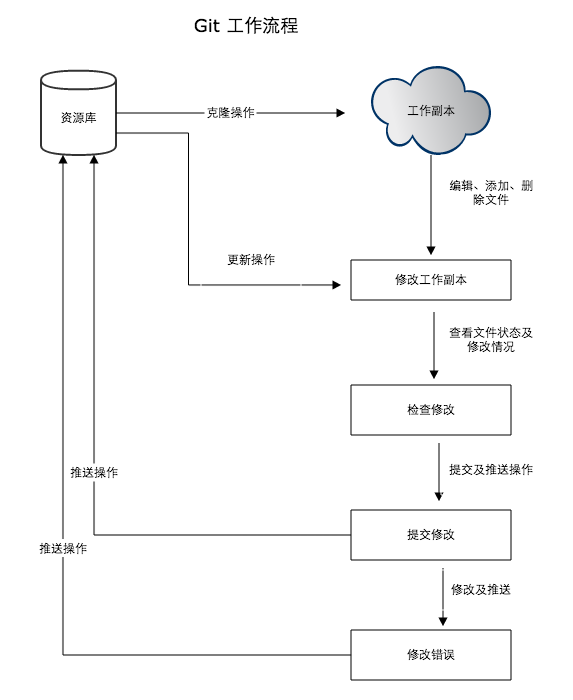 Git 工作流程
资源库
克隆操作
工作副本
编辑、添加、删
除文件
更新操作
修改工作副本
查看文件状态及
修改情况
检查修改
推送操作
提交及推送操作
提交修改
推送操作
修改及推送
修改错误